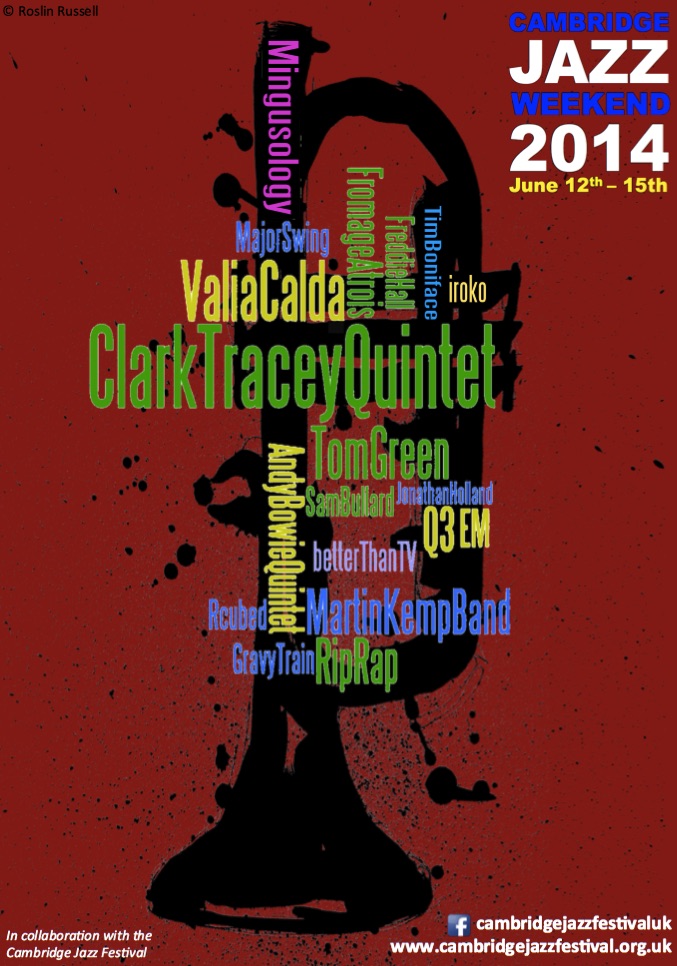 © Roslin Russell
CAMBRIDGE
JAZZ
WEEKEND
2014
June 12th – 15th
Mingusology
MajorSwing
FromageAtrois
FreddieHall
TimBoniface
iroko
ValiaCalda
ClarkTraceyQuintet
AndyBowieQuintet
TomGreen
SamBullard
JonathanHolland
Q3 EM
betterThanTV
Rcubed
MartinKempBand
GravyTrain
RipRap
In collaboration with the
Cambridge Jazz Festival
f cambridgejazzfestivaluk
www.cambridgejazzfestival.org.uk